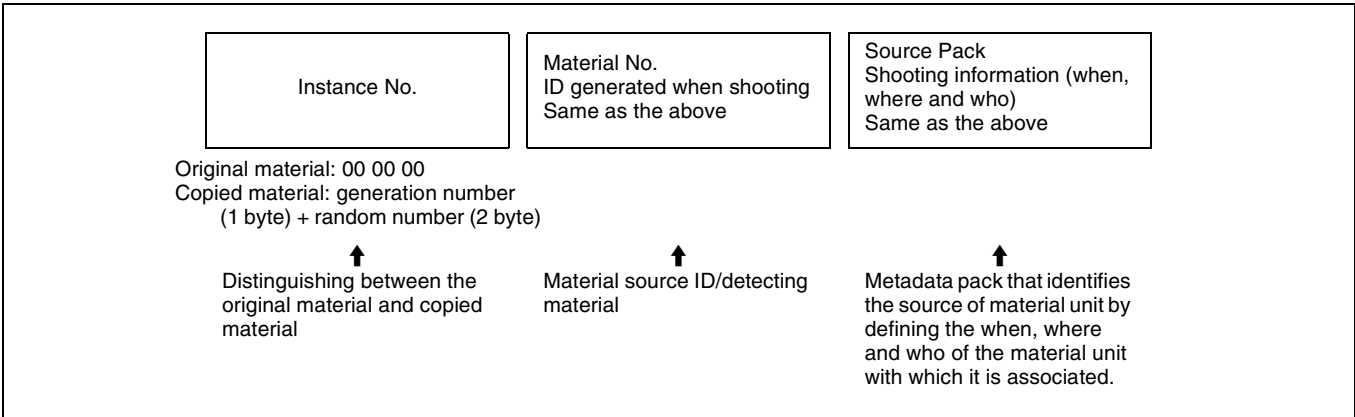 Instance No.
Material No.
ID generated when shooting
Same as the above
Source Pack
Shooting information (when,
where and who)
Same as the above
Original material: 00 00 00
Copied material: generation number
(1 byte) + random number (2 byte)
Distinguishing between the
original material and copied
material
Material source ID/detecting
material
Metadata pack that identifies
the source of material unit by
defining the when, where
and who of the material unit
with which it is associated.